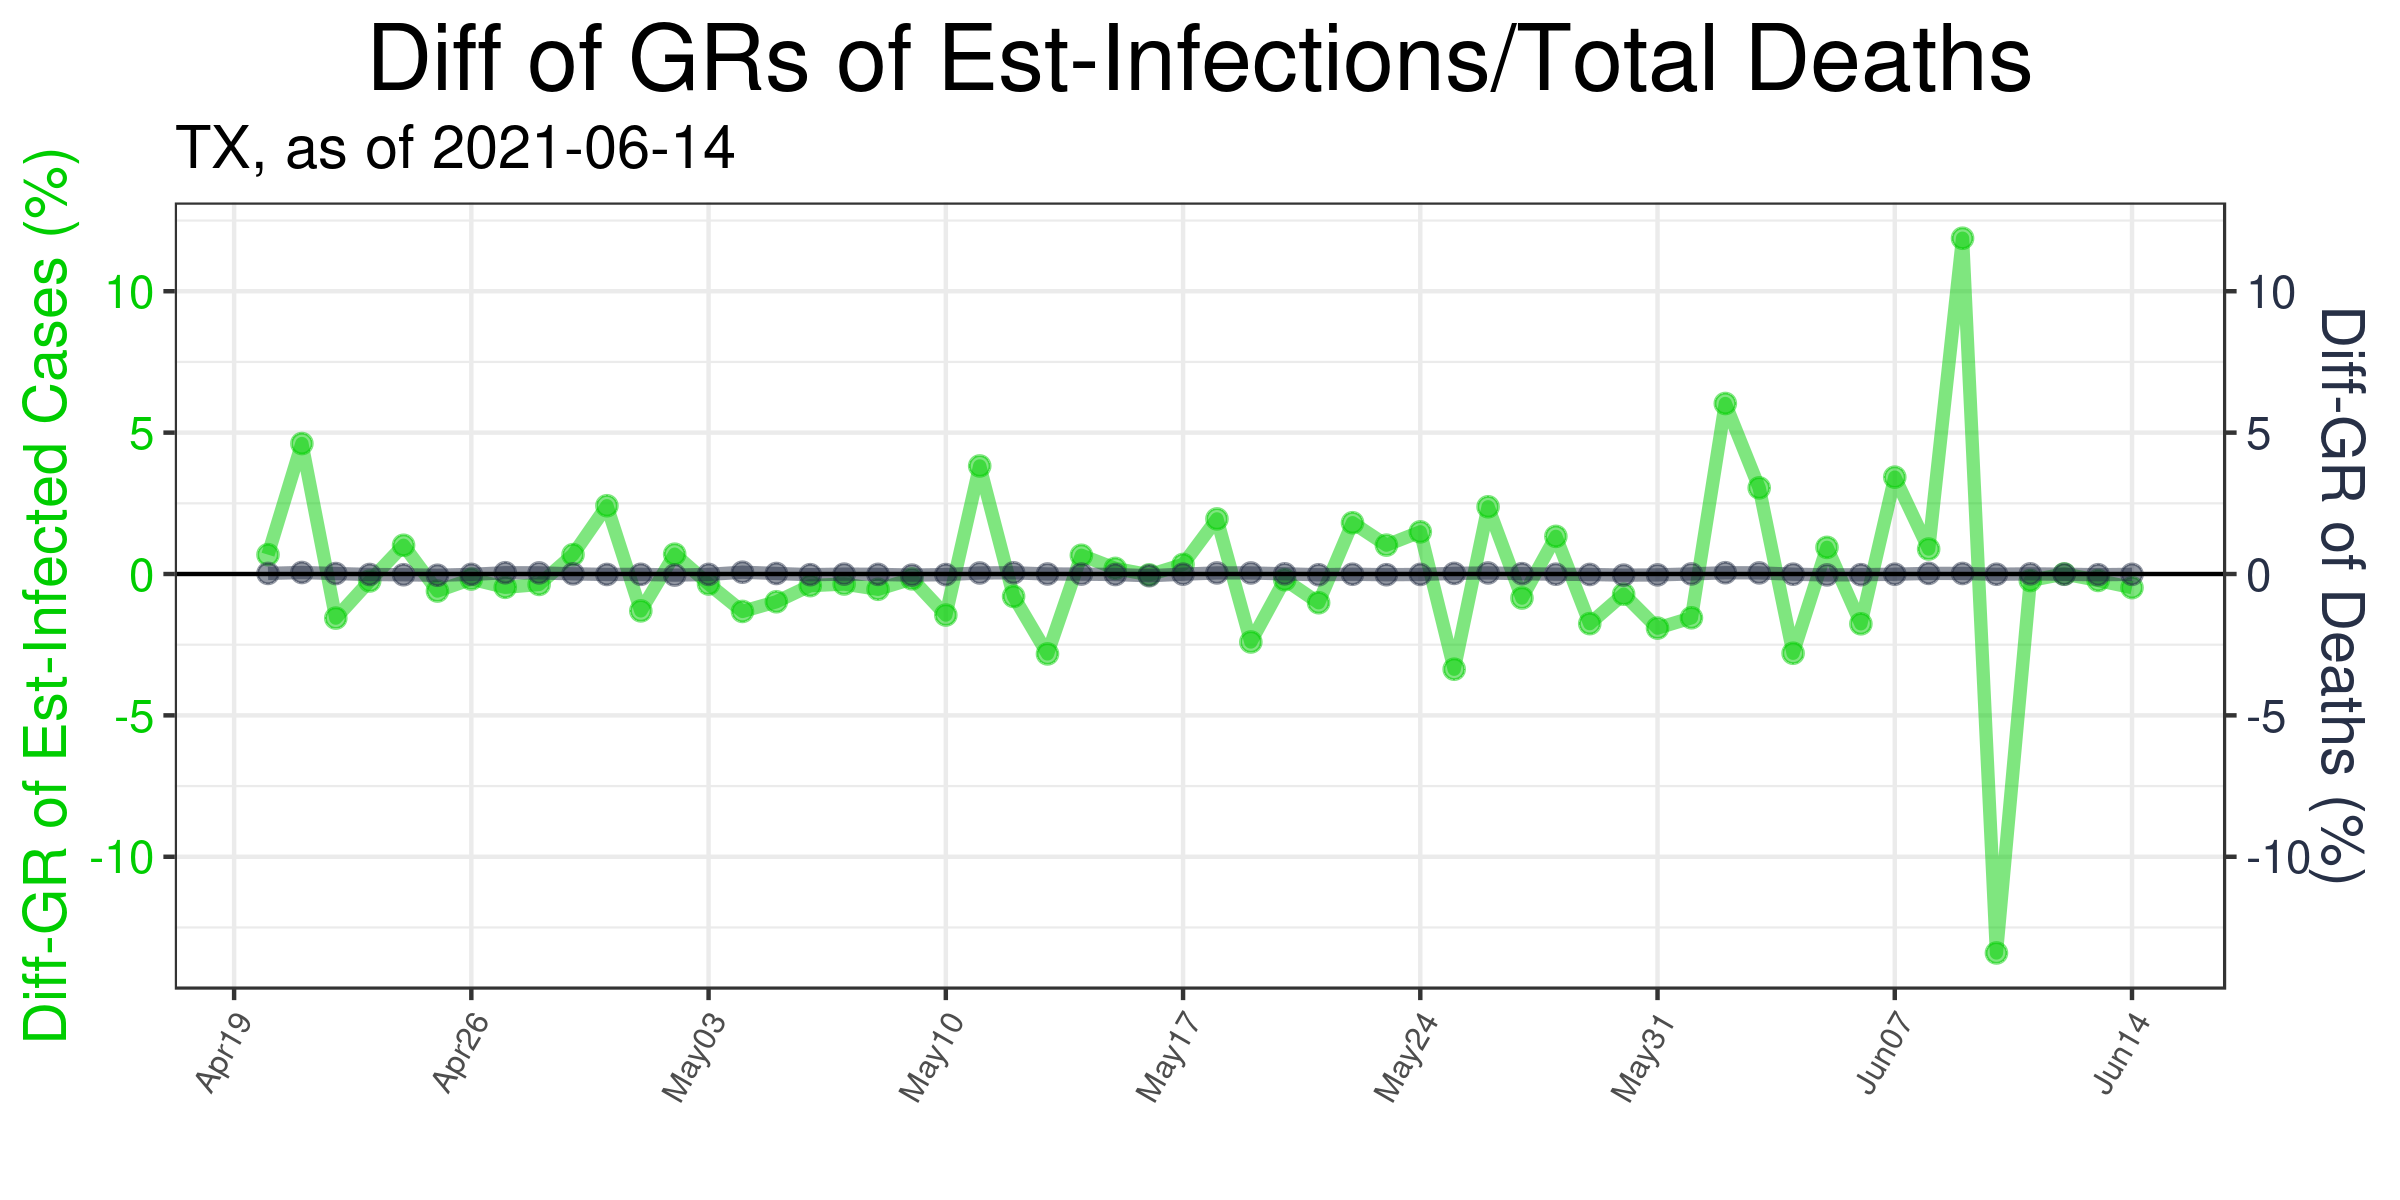 Diff of GRs of Est-Infections/Total Deaths
TX, as of 2021-06-14
Diff-GR of Est-Infected Cases (%)
10
5
0
-5
-10
10
5
0
-5
-10
Diff-GR of Deaths (%)
Apr19
Apr26
May03
May10
May17
May24
May31
Jun07
Jun14